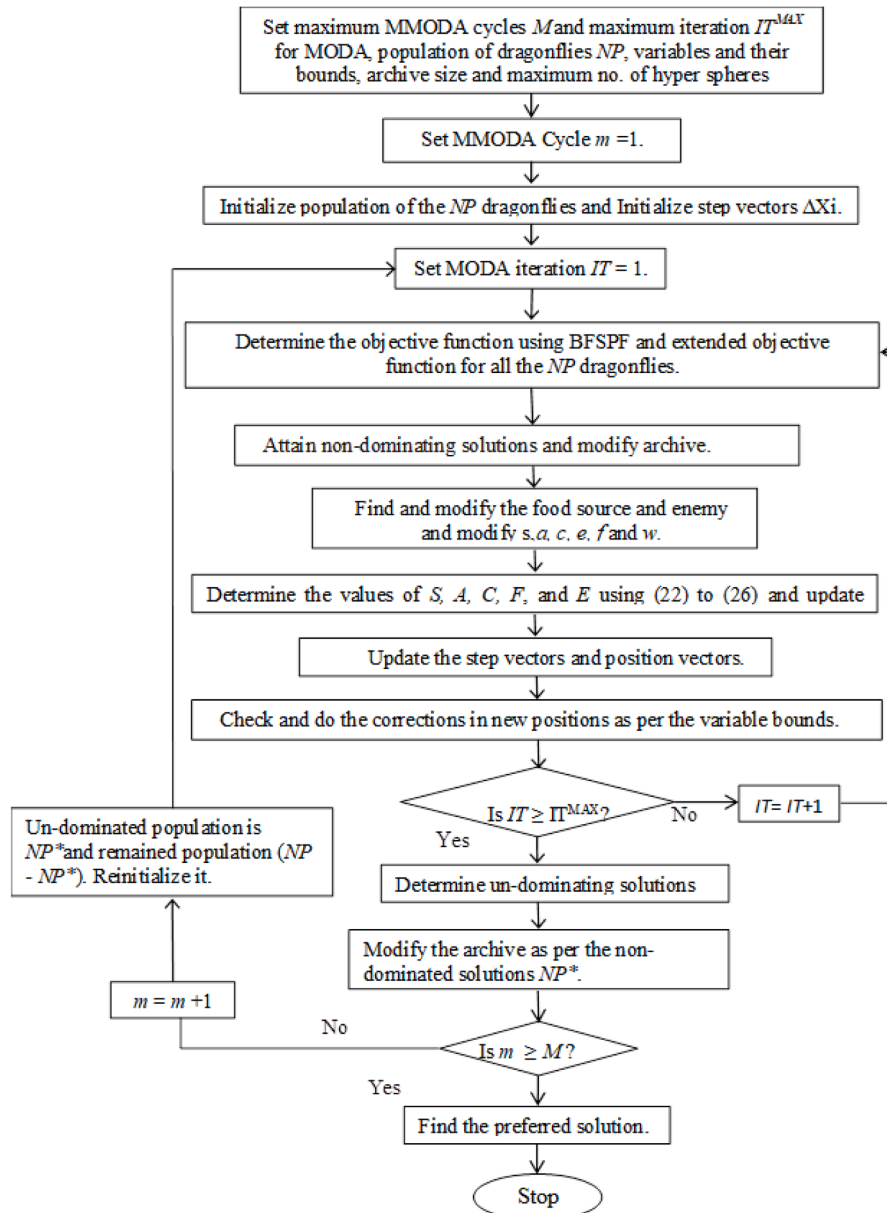 Set maximum MMODA cycles M and maximum iteration IT^MAX
for MODA, population of dragonflies NP, variables and their
bounds, archive size and maximum no. of hyper spheres
Set MMODA Cycle m =1.
Initialize population of the NP dragonflies and Initialize step vectors ΔXi.
Set MODA iteration IT = 1.
Determine the objective function using BFSPF and extended objective
function for all the NP dragonflies.
Attain non-dominating solutions and modify archive.
Find and modify the food source and enemy
and modify s,a, c, e, f and w.
Determine the values of S, A, C, F, and E using (22) to (26) and update
Update the step vectors and position vectors.
Check and do the corrections in new positions as per the variable bounds.
Is IT ≥ IT^MAX?
No
IT= IT+1
Yes
Un-dominated population is
NP* and remained population (NP
- NP*). Reinitialize it.
Determine un-dominating solutions
Modify the archive as per the non-
dominated solutions NP*.
m = m +1
No
Is m ≥ M?
Yes
Find the preferred solution.
Stop